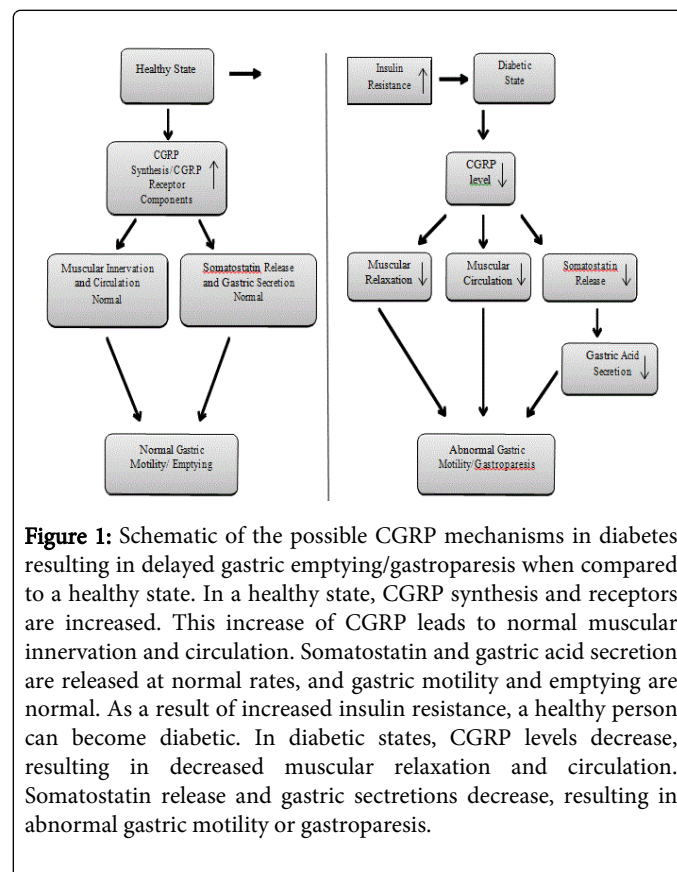 Healthy State
CGRP
Synthesis/CGRP
Receptor
Components
Muscular Innervation
and Circulation
Normal
Somatostatin Release
and Gastric Secretion
Normal
Normal Gastric
Motility/ Emptying
Insulin
Resistance
Diabetic
State
CGRP
level
Muscular
Relaxation
Muscular
Circulation
Somatostatin
Release
Gastric Acid
Secretion
Abnormal Gastric
Motility/Gastroparesis
Figure 1: Schematic of the possible CGRP mechanisms in diabetes
resulting in delayed gastric emptying/gastroparesis when compared
to a healthy state. In a healthy state, CGRP synthesis and receptors
are increased. This increase of CGRP leads to normal muscular
innervation and circulation. Somatostatin and gastric acid secretion
are released at normal rates, and gastric motility and emptying are
normal. As a result of increased insulin resistance, a healthy person
can become diabetic. In diabetic states, CGRP levels decrease,
resulting in decreased muscular relaxation and circulation.
Somatostatin release and gastric sectretions decrease, resulting in
abnormal gastric motility or gastroparesis.